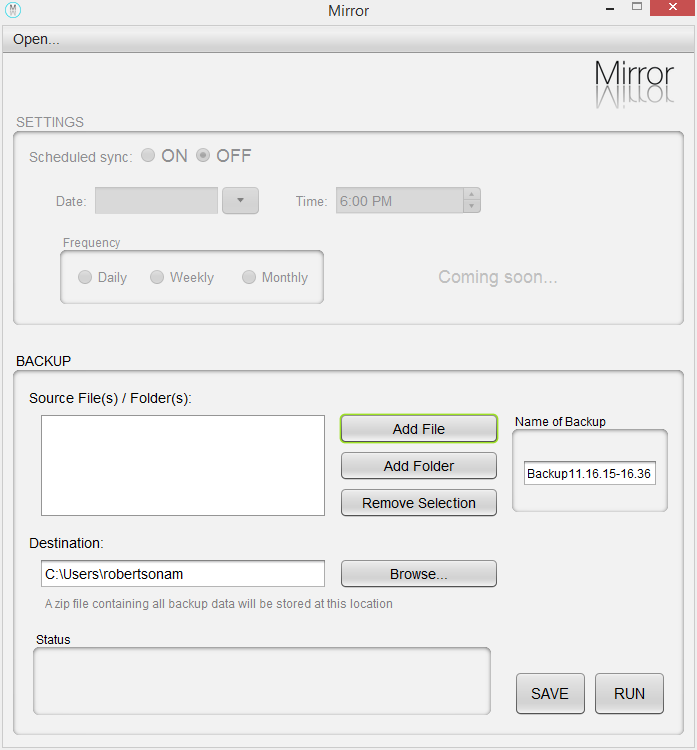 Mirror
Open...
Mirror
SETTINGS
Scheduled sync: ON OFF
Date: Time: 6:00 PM
Frequency
Daily Weekly Monthly
Coming soon...
BACKUP
Source File(s) / Folder(s):
Add File
Name of Backup
Add Folder
Backup11.16.15-16.36
Remove Selection
Destination:
C:\Users\robertsonam
Browse...
A zip file containing all backup data will be stored at this location
Status
SAVE RUN